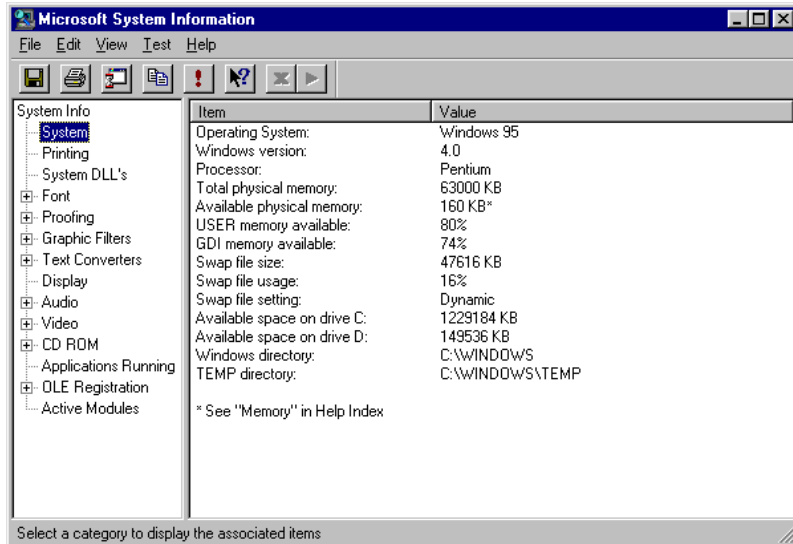 Microsoft System Information
File Edit View Test Help
System Info
System
Printing
System DLL's
Font
Proofing
Graphic Filters
Text Converters
Display
Audio
Video
CD ROM
Applications Running
OLE Registration
Active Modules
Item Value
Operating System: Windows 95
Windows version: 4.0
Processor: Pentium
Total physical memory: 63000 KB
Available physical memory: 160 KB*
USER memory available: 80%
GDI memory available: 74%
Swap file size: 47616 KB
Swap file usage: 16%
Swap file setting: Dynamic
Available space on drive C: 1229184 KB
Available space on drive D: 149536 KB
Windows directory: C:\WINDOWS
TEMP directory: C:\WINDOWS\TEMP
* See "Memory" in Help Index
Select a category to display the associated items